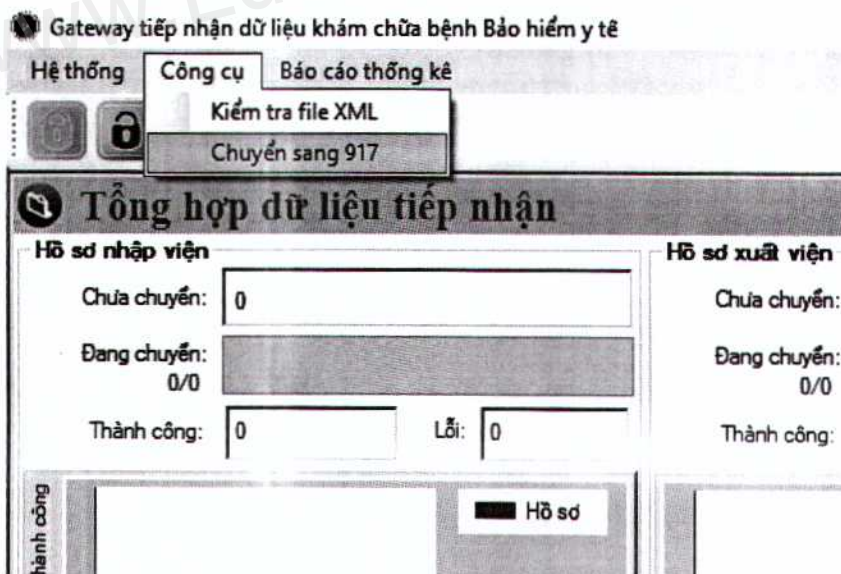 Gateway tiếp nhận dữ liệu khám chữa bệnh Bảo hiểm y tế
Hệ thống Công cụ Báo cáo thống kê
Kiểm tra file XML
Chuyển sang 917
Tổng hợp dữ liệu tiếp nhận
Hồ sơ nhập viện
Chưa chuyển: 0
Đang chuyển:
0/0
Thành công: 0 Lỗi: 0
Hồ sơ
Hồ sơ xuất viện
Chưa chuyển:
Đang chuyển:
0/0
Thành công: